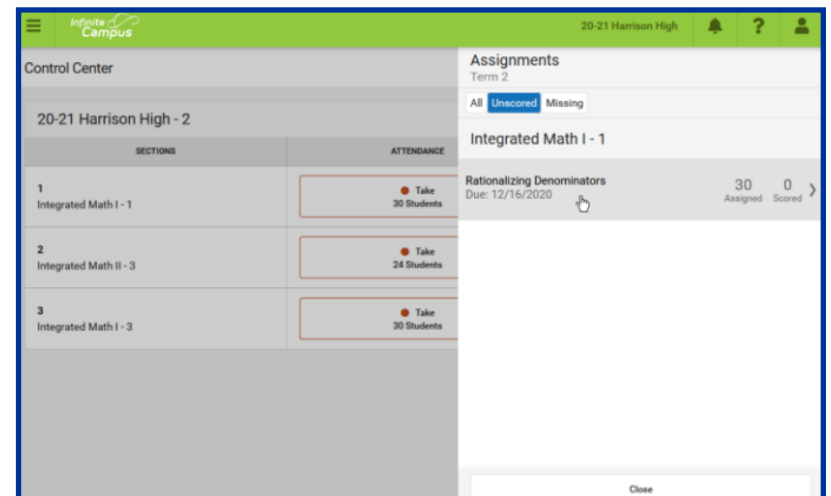 Infinite
Campus
20-21 Harrison High
?
Control Center
20-21 Harrison High - 2
SECTIONS
ATTENDANCE
1
Integrated Math I - 1
Take
30 Students
2
Integrated Math II - 3
Take
24 Students
3
Integrated Math I - 3
Take
30 Students
Assignments
Term 2
All Unscored Missing
Integrated Math I - 1
Rationalizing Denominators
Due: 12/16/2020
30 0
Assigned Scored
Close